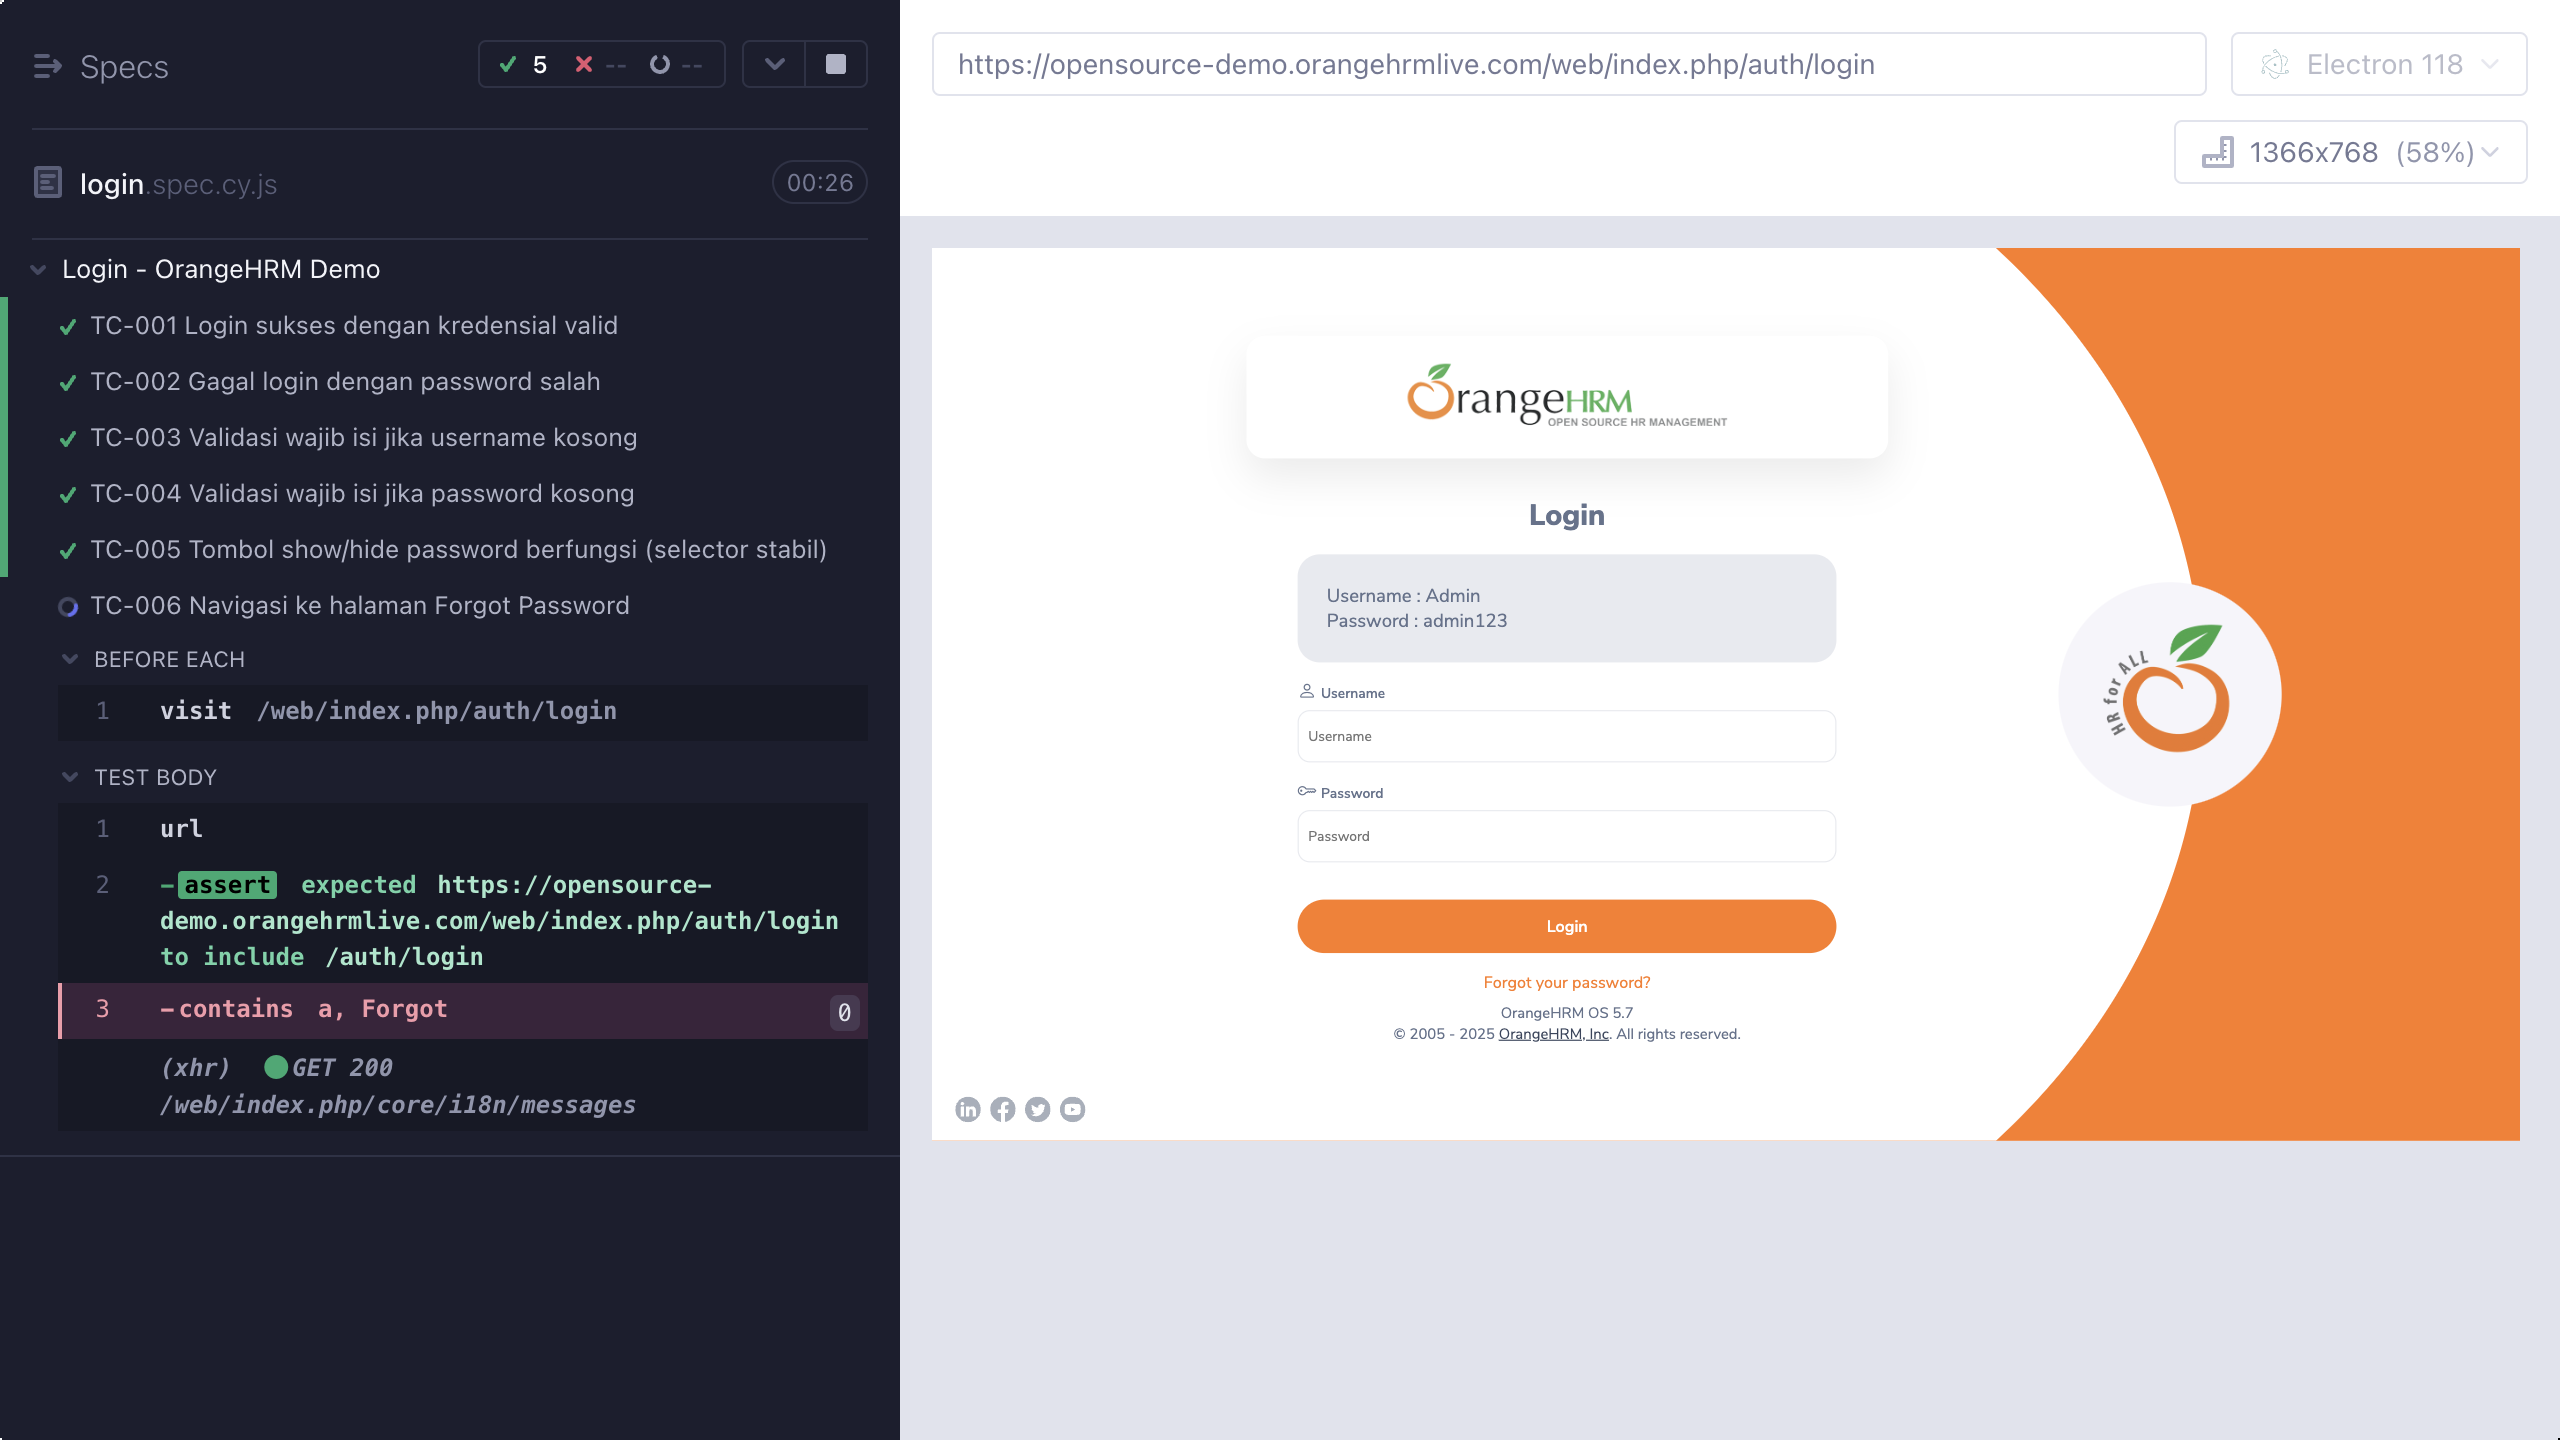 Specs
5
--
--
login.spec.cy.js
00:26
Login - OrangeHRM Demo
TC-001 Login sukses dengan kredensial valid
TC-002 Gagal login dengan password salah
TC-003 Validasi wajib isi jika username kosong
TC-004 Validasi wajib isi jika password kosong
TC-005 Tombol show/hide password berfungsi (selector stabil)
TC-006 Navigasi ke halaman Forgot Password
BEFORE EACH
1 visit /web/index.php/auth/login
TEST BODY
1 url
2 -assert expected https://opensource-
demo.orangehrmlive.com/web/index.php/auth/login
to include /auth/login
3 -contains a, Forgot 0
(xhr) GET 200
/web/index.php/core/i18n/messages
https://opensource-demo.orangehrmlive.com/web/index.php/auth/login
Electron 118
1366x768 (58%)
OrangeHRM
OPEN SOURCE HR MANAGEMENT
Login
Username : Admin
Password : admin123
Username
Username
Password
Password
Login
Forgot your password?
OrangeHRM OS 5.7
© 2005 - 2025 OrangeHRM, Inc. All rights reserved.
HR for ALL
in